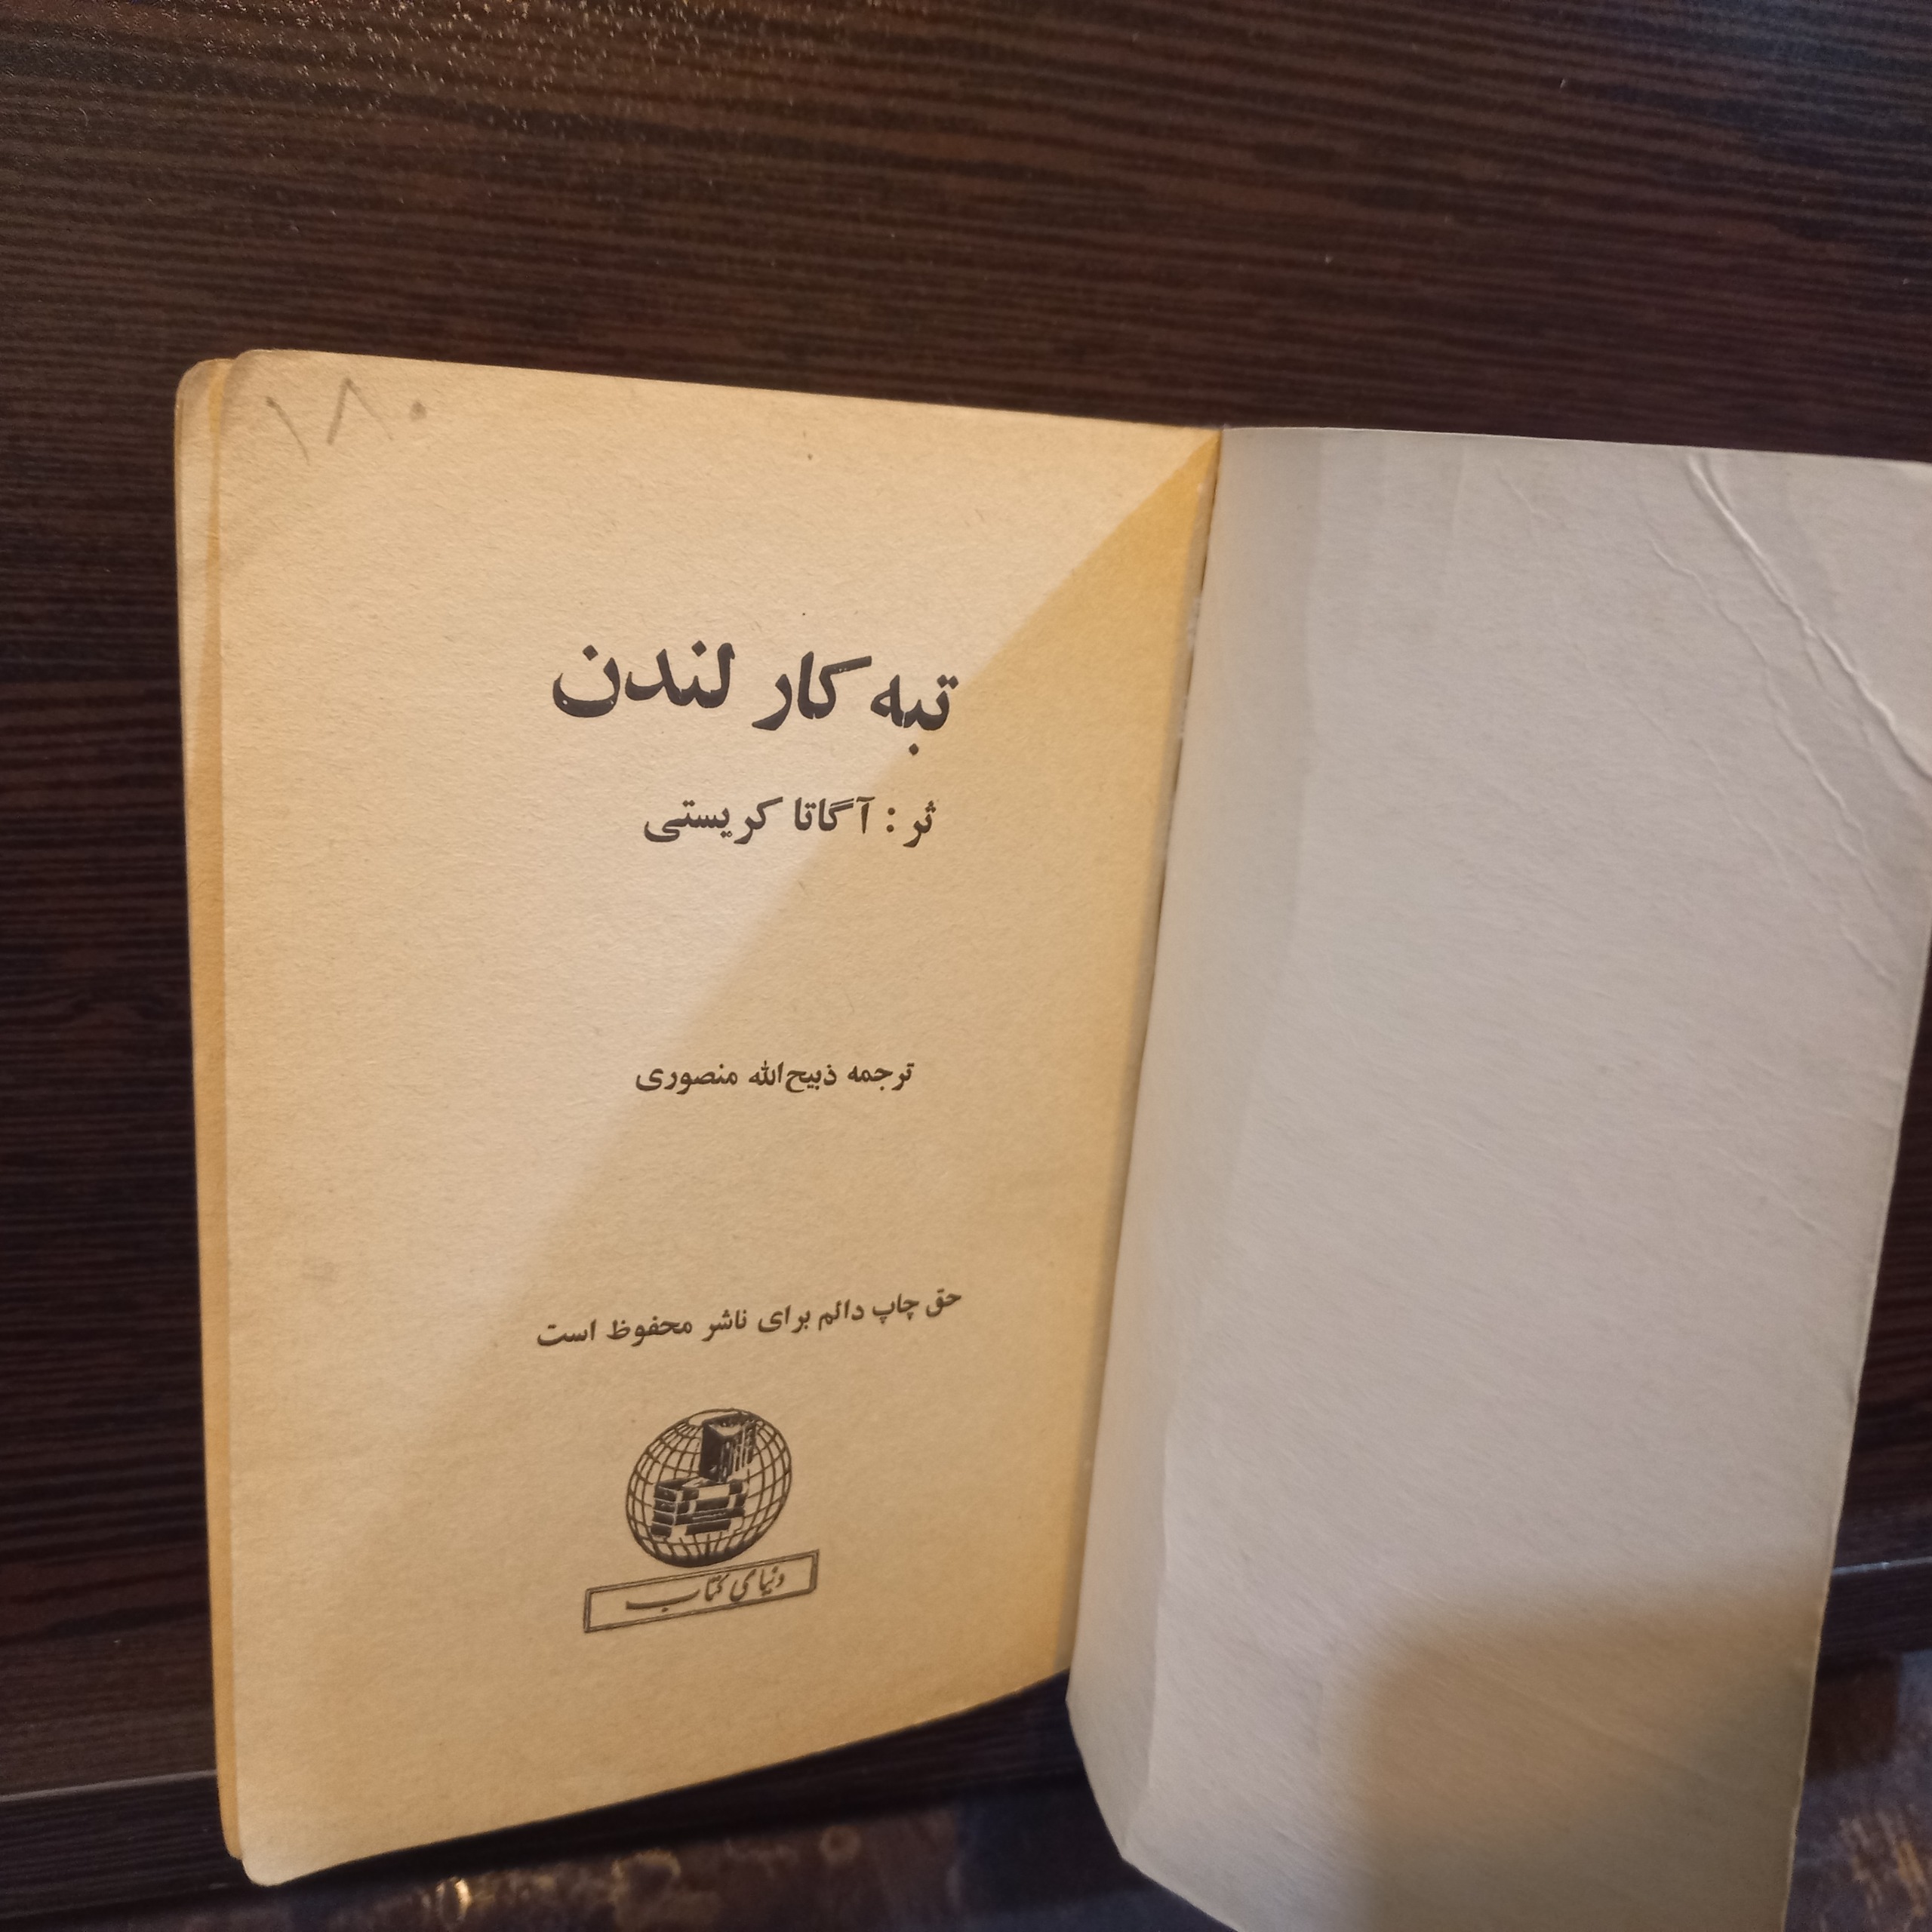 ۱۸۰
تبه کار لندن
ثر : آگاتا کریستی
ترجمه ذبیح‌الله منصوری
حق چاپ دائم برای ناشر محفوظ است
دنیای کتاب